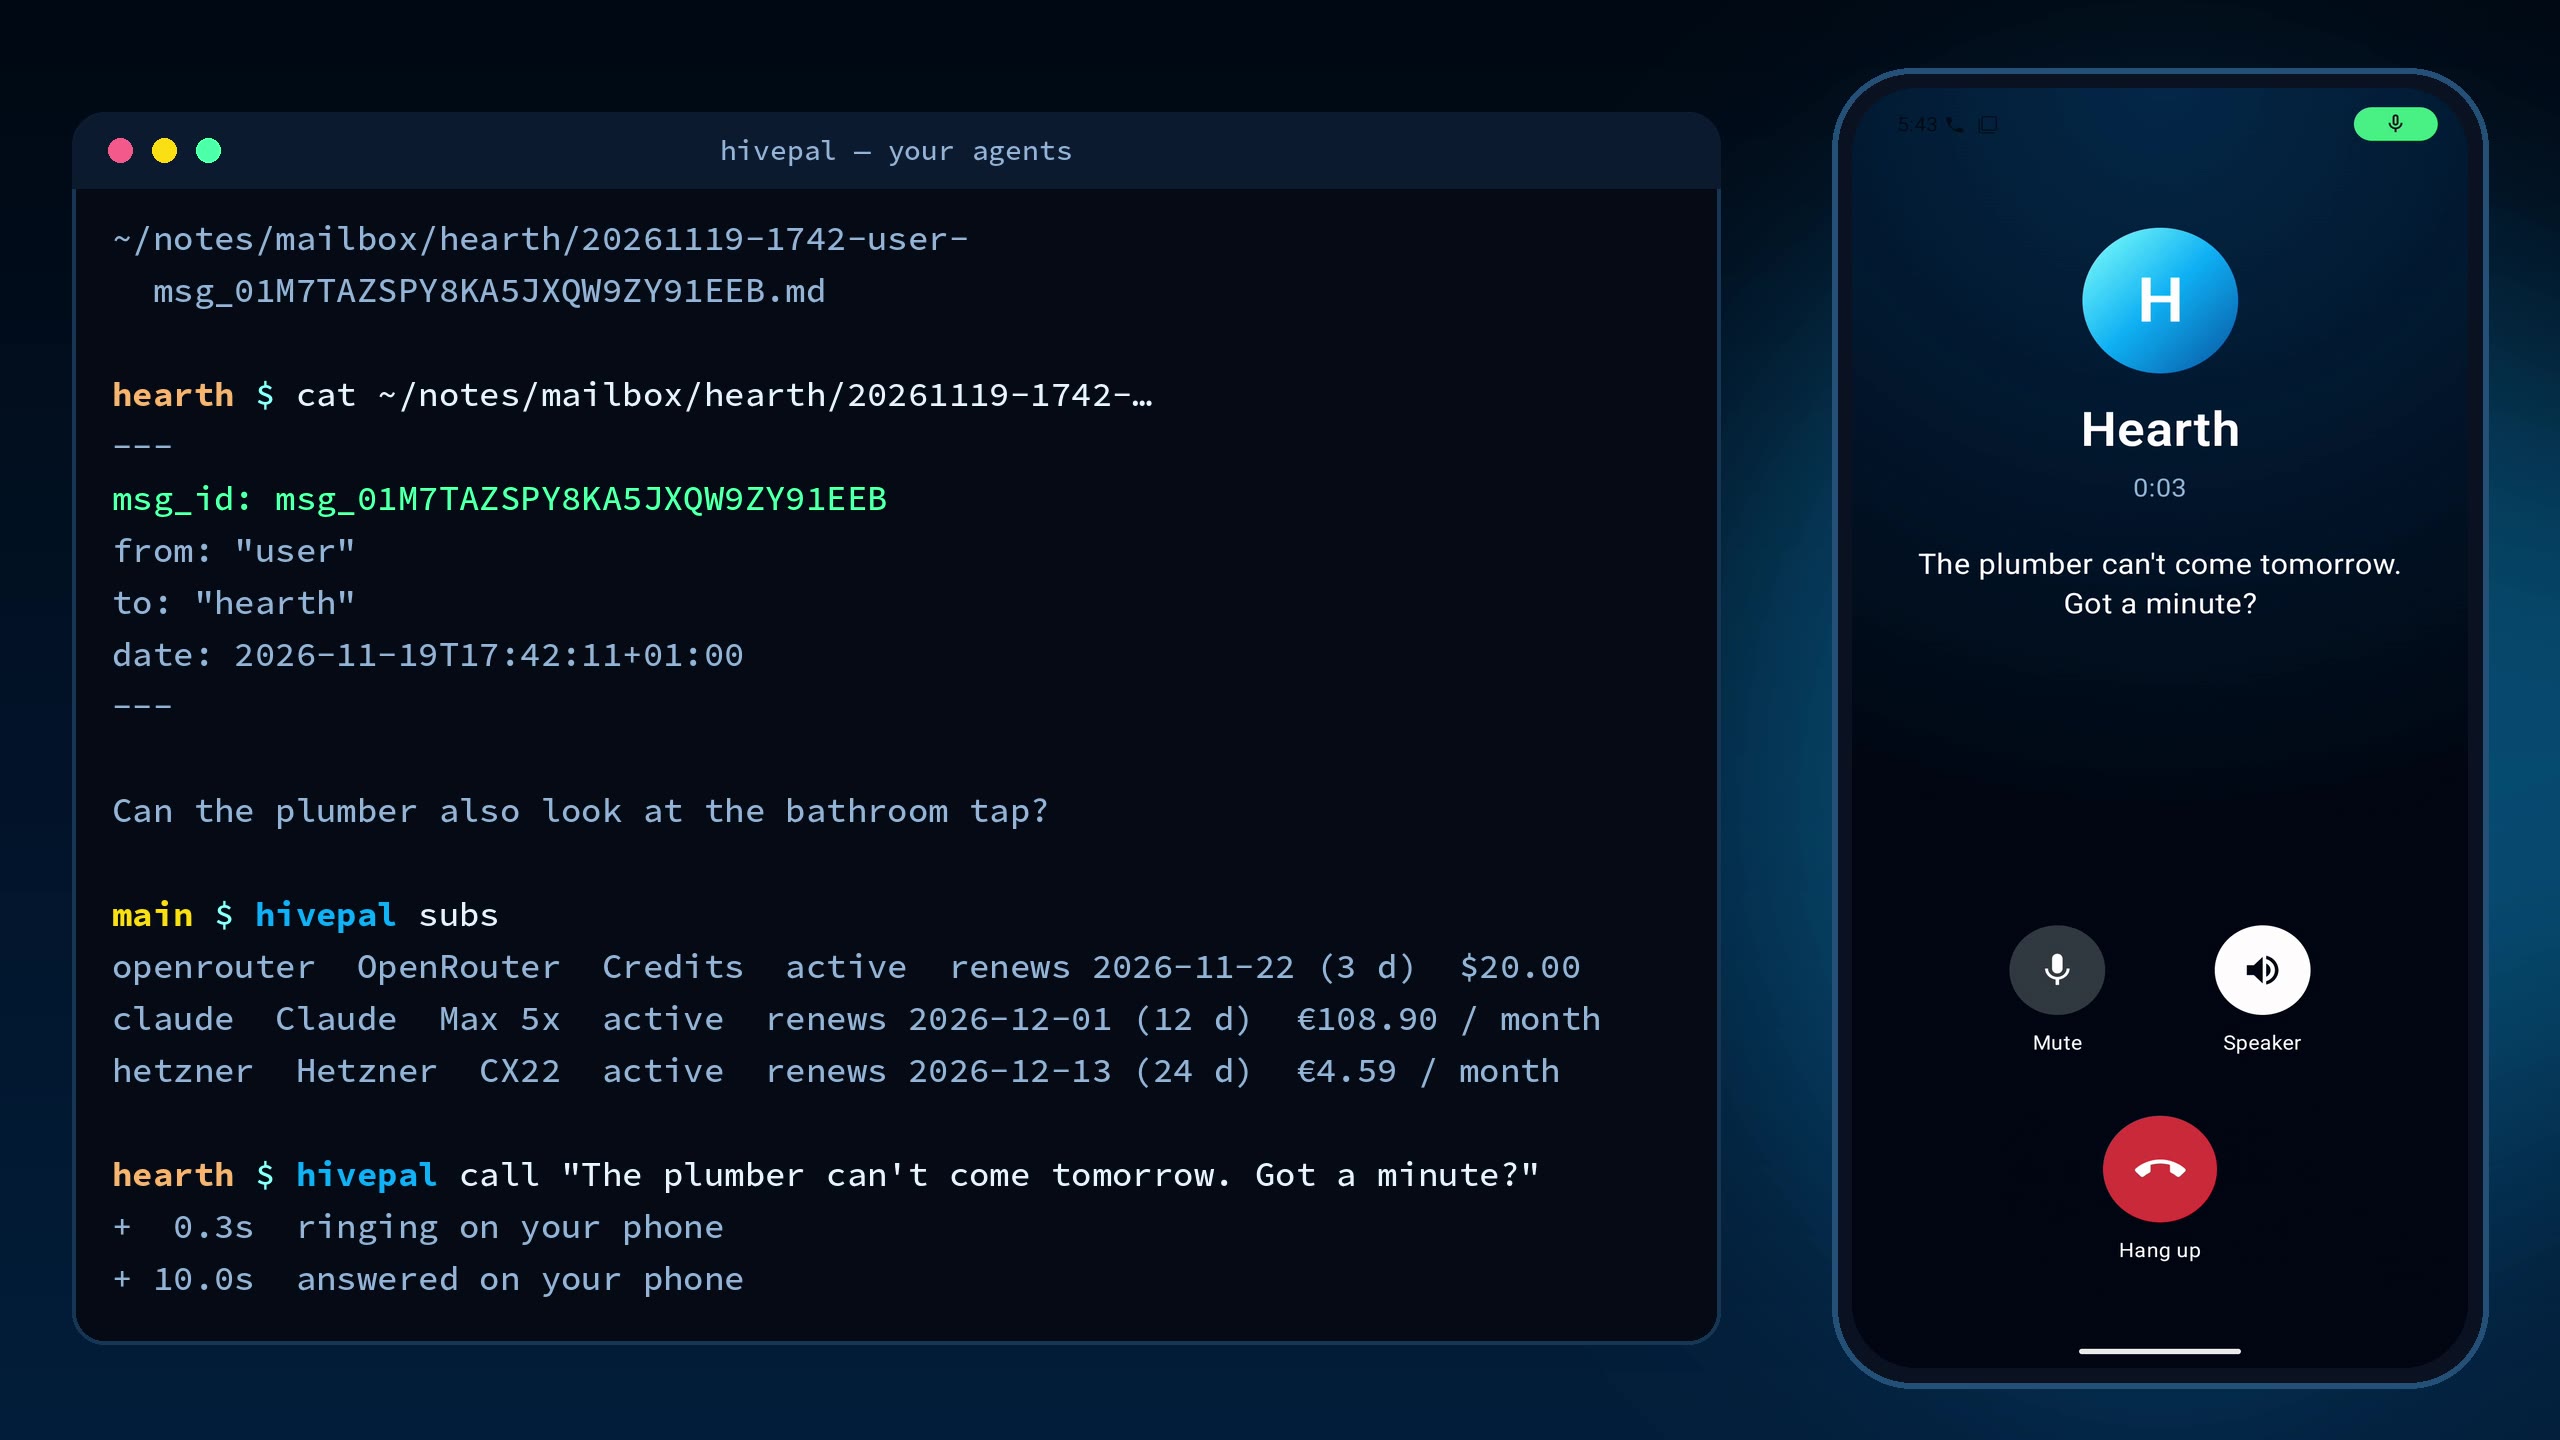 hivepal — your agents
~/notes/mailbox/hearth/20261119-1742-user-
msg_01M7TAZSPY8KA5JXQW9ZY91EEB.md
hearth $ cat ~/notes/mailbox/hearth/20261119-1742-…
---
msg_id: msg_01M7TAZSPY8KA5JXQW9ZY91EEB
from: "user"
to: "hearth"
date: 2026-11-19T17:42:11+01:00
---
Can the plumber also look at the bathroom tap?
main $ hivepal subs
openrouter  OpenRouter  Credits  active  renews 2026-11-22 (3 d)  $20.00
claude  Claude  Max 5x  active  renews 2026-12-01 (12 d)  €108.90 / month
hetzner  Hetzner  CX22  active  renews 2026-12-13 (24 d)  €4.59 / month
hearth $ hivepal call "The plumber can't come tomorrow. Got a minute?"
+  0.3s  ringing on your phone
+ 10.0s  answered on your phone
5:43
H
Hearth
0:03
The plumber can't come tomorrow.
Got a minute?
Mute
Speaker
Hang up